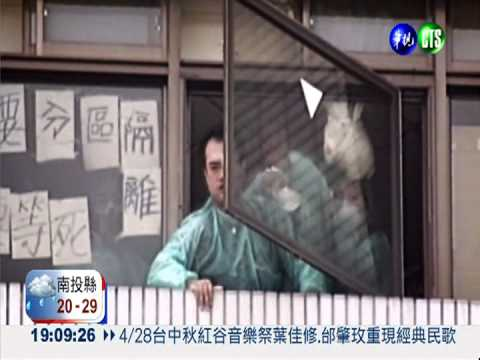 華視 CTS
要分區隔離
等死
南投縣
20 - 29
19:09:26 ▸▸ 4/28台中秋紅谷音樂祭葉佳修.邰肇玫重現經典民歌